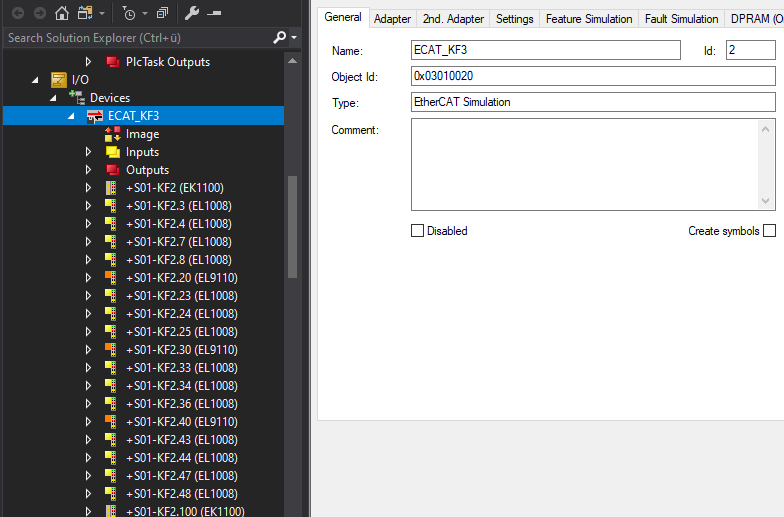 Search Solution Explorer (Ctrl+ü)
PlcTask Outputs
I/O
Devices
ECAT_KF3
Image
Inputs
Outputs
+S01-KF2 (EK1100)
+S01-KF2.3 (EL1008)
+S01-KF2.4 (EL1008)
+S01-KF2.7 (EL1008)
+S01-KF2.8 (EL1008)
+S01-KF2.20 (EL9110)
+S01-KF2.23 (EL1008)
+S01-KF2.24 (EL1008)
+S01-KF2.25 (EL1008)
+S01-KF2.30 (EL9110)
+S01-KF2.33 (EL1008)
+S01-KF2.34 (EL1008)
+S01-KF2.36 (EL1008)
+S01-KF2.40 (EL9110)
+S01-KF2.43 (EL1008)
+S01-KF2.44 (EL1008)
+S01-KF2.47 (EL1008)
+S01-KF2.48 (EL1008)
+S01-KF2.100 (EK1100)
General Adapter 2nd. Adapter Settings Feature Simulation Fault Simulation DPRAM (O
Name: ECAT_KF3 Id: 2
Object Id: 0x03010020
Type: EtherCAT Simulation
Comment:
Disabled Create symbols